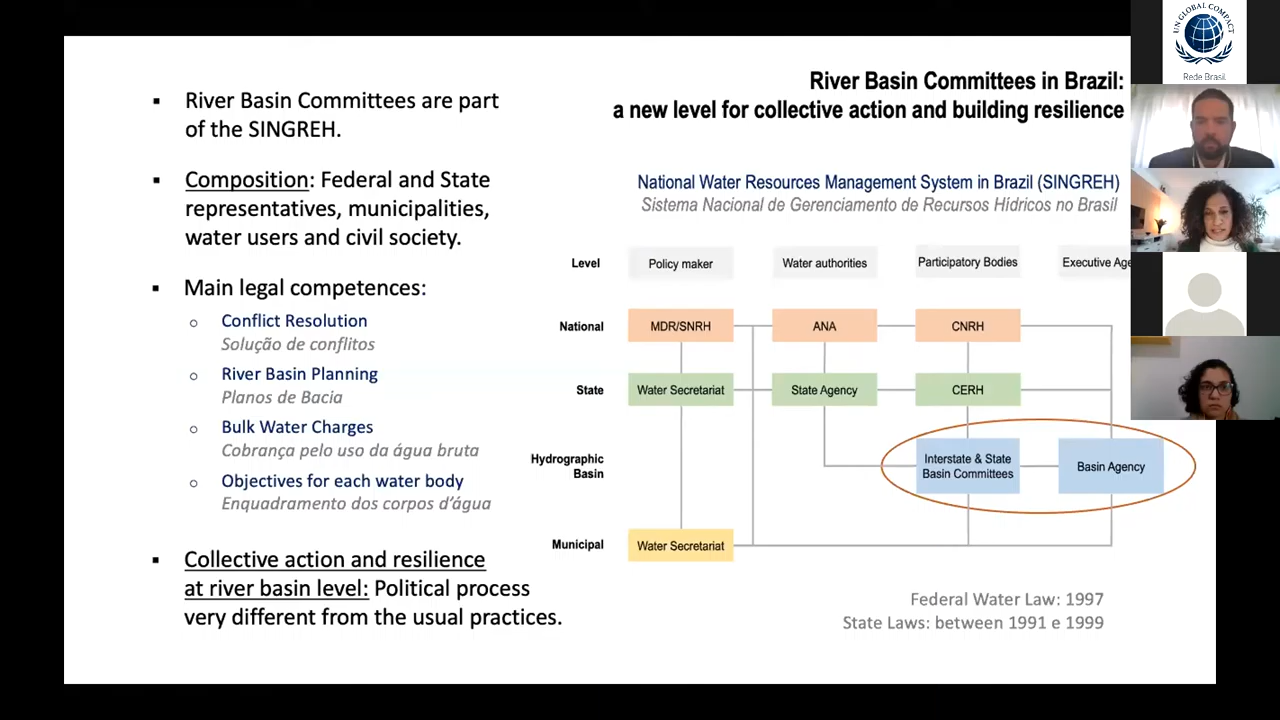 ▪ River Basin Committees are part
of the SINGREH.
▪ Composition: Federal and State
representatives, municipalities,
water users and civil society.
▪ Main legal competences:
o Conflict Resolution
Solução de conflitos
o River Basin Planning
Planos de Bacia
o Bulk Water Charges
Cobrança pelo uso da água bruta
o Objectives for each water body
Enquadramento dos corpos d’água
▪ Collective action and resilience
at river basin level: Political process
very different from the usual practices.
River Basin Committees in Brazil:
a new level for collective action and building resilience
National Water Resources Management System in Brazil (SINGREH)
Sistema Nacional de Gerenciamento de Recursos Hídricos no Brasil
Level Policy maker Water authorities Participatory Bodies Executive
National MDR/SNRH ANA CNRH
State Water Secretariat State Agency CERH
Hydrographic
Basin
Interstate & State
Basin Committees
Basin Agency
Municipal Water Secretariat
Federal Water Law: 1997
State Laws: between 1991 e 1999
UN GLOBAL COMPACT
Rede Brasil